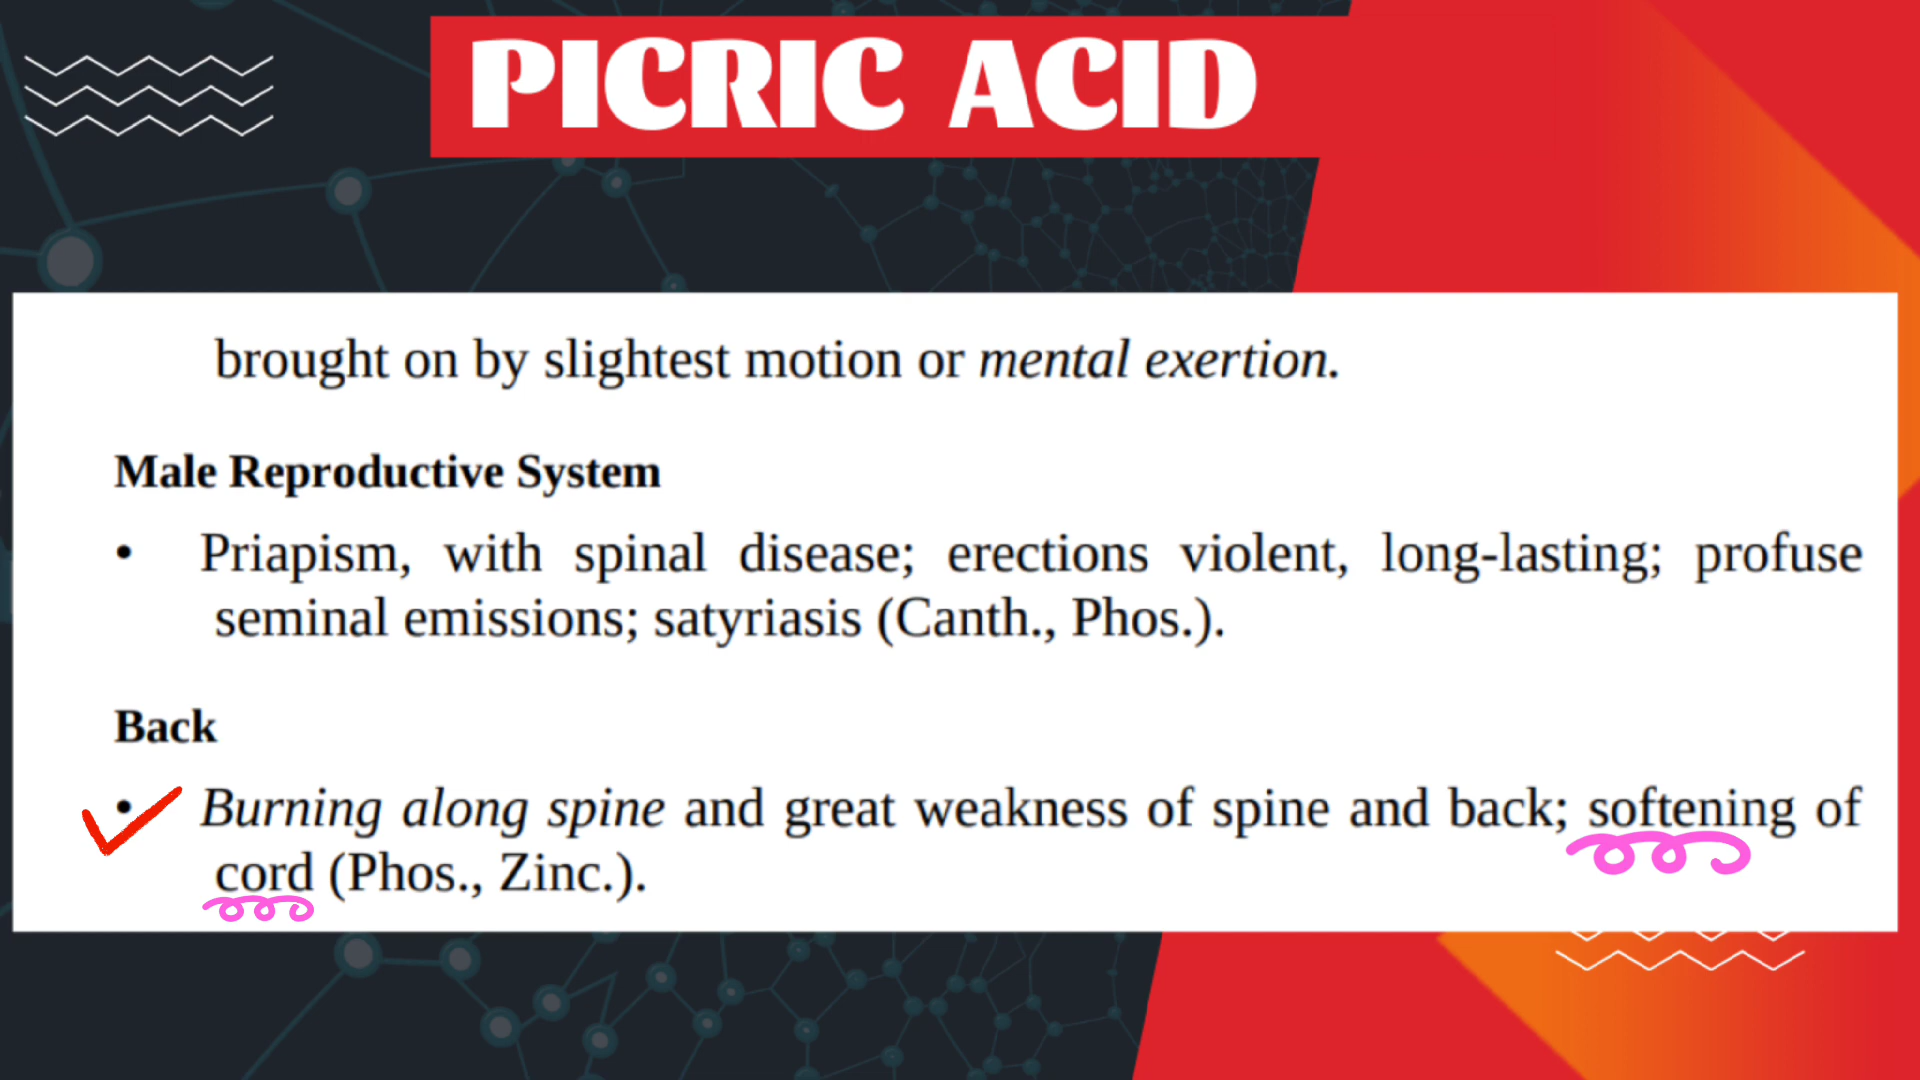 PICRIC ACID
brought on by slightest motion or mental exertion.
Male Reproductive System
• Priapism, with spinal disease; erections violent, long-lasting; profuse
seminal emissions; satyriasis (Canth., Phos.).
Back
• Burning along spine and great weakness of spine and back; softening of
cord (Phos., Zinc.).